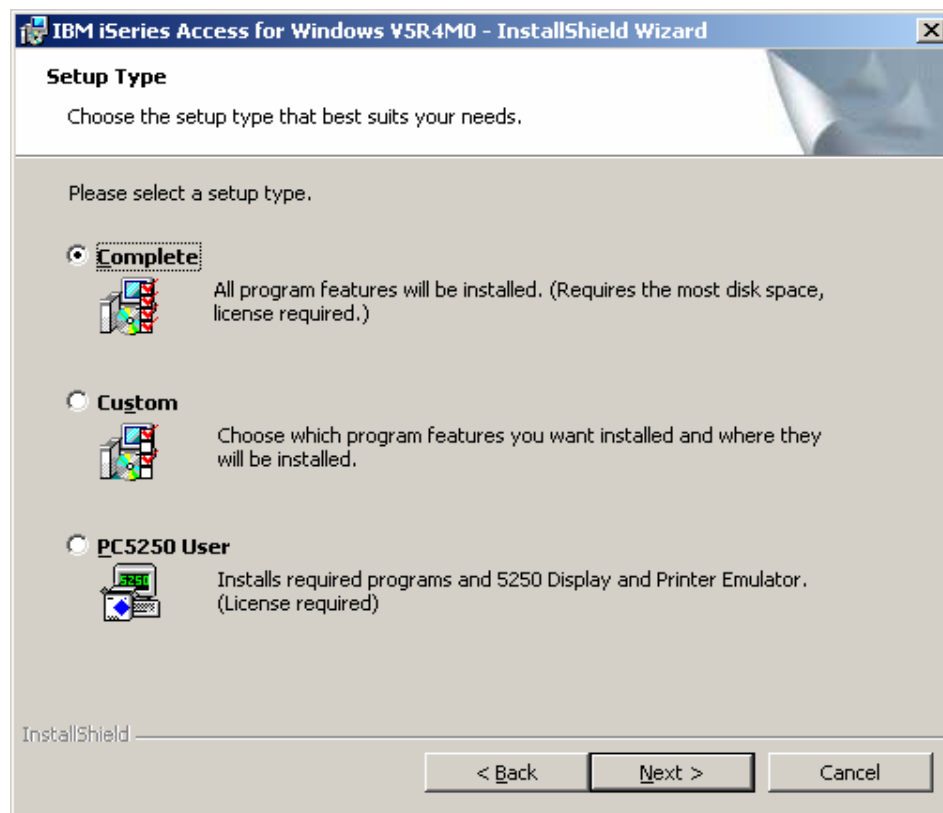 IBM iSeries Access for Windows V5R4M0 - InstallShield Wizard
Setup Type
Choose the setup type that best suits your needs.
Please select a setup type.
Complete
All program features will be installed. (Requires the most disk space,
license required.)
Custom
Choose which program features you want installed and where they
will be installed.
PC5250 User
5250
Installs required programs and 5250 Display and Printer Emulator.
(License required)
InstallShield
< Back
Next >
Cancel